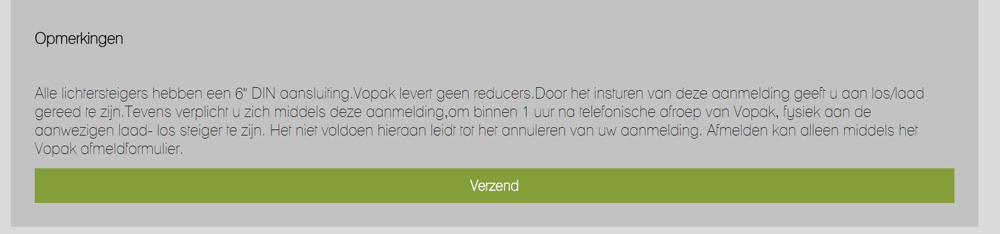 Opmerkingen
Alle lichtersteigers hebben een 6" DIN aansluiting.Vopak levert geen reducers.Door het insturen van deze aanmelding geeft u aan los/laad
gereed te zijn.Tevens verplicht u zich middels deze aanmelding,om binnen 1 uur na telefonische afroep van Vopak, fysiek aan de
aanwezigen laad- los steiger te zijn. Het niet voldoen hieraan leidt tot het annuleren van uw aanmelding. Afmelden kan alleen middels het
Vopak afmeldformulier.
Verzend